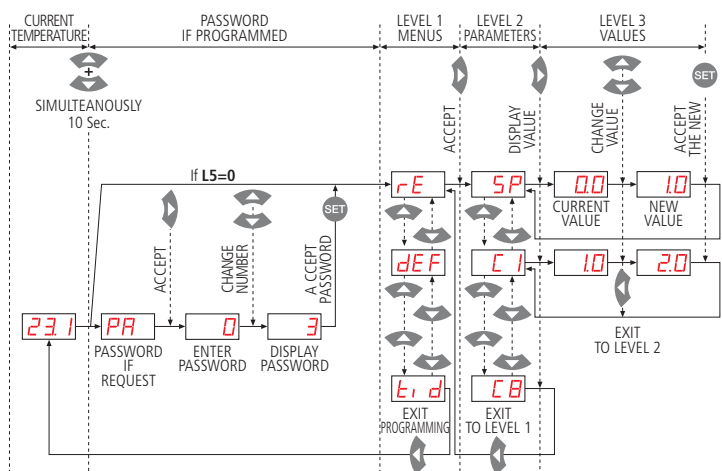 CURRENT
TEMPERATURE
PASSWORD
IF PROGRAMMED
LEVEL 1
MENUS
LEVEL 2
PARAMETERS
LEVEL 3
VALUES
+
SIMULTEANOUSLY
10 Sec.
SET
ACCEPT
DISPLAY
VALUE
CHANGE
VALUE
ACCEPT
THE NEW
If L5=0
rE
SP
0.0
1.0
CURRENT
VALUE
NEW
VALUE
SET
ACCEPT
CHANGE
NUMBER
A CCEPT
PASSWORD
dEF
C1
1.0
2.0
23.1
PA
0
3
PASSWORD
IF
REQUEST
ENTER
PASSWORD
DISPLAY
PASSWORD
EXIT
TO LEVEL 2
tid
C8
EXIT
PROGRAMMING
EXIT
TO LEVEL 1